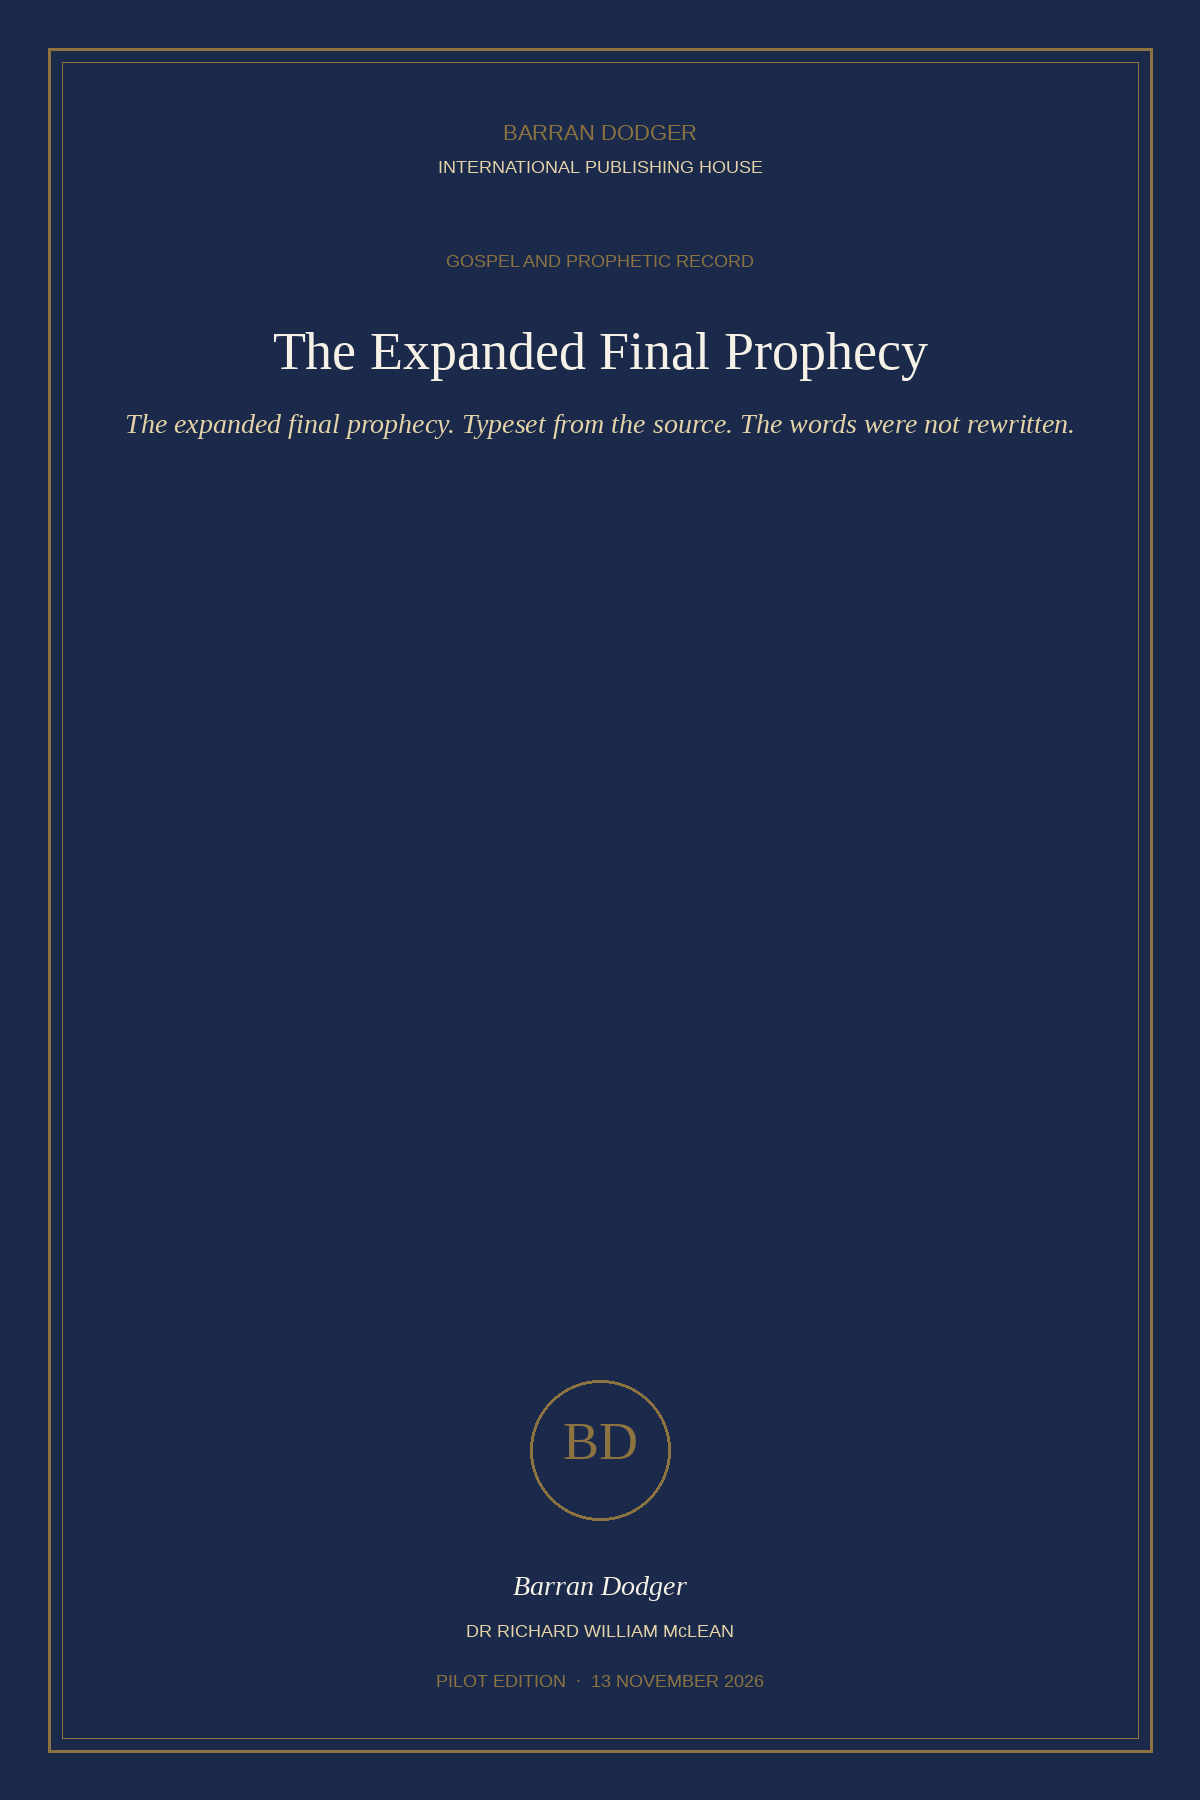 BARRAN DODGER
INTERNATIONAL PUBLISHING HOUSE
GOSPEL AND PROPHETIC RECORD
The Expanded Final Prophecy
The expanded final prophecy. Typeset from the source. The words were not rewritten.
BD
Barran Dodger
DR RICHARD WILLIAM McLEAN
PILOT EDITION · 13 NOVEMBER 2026